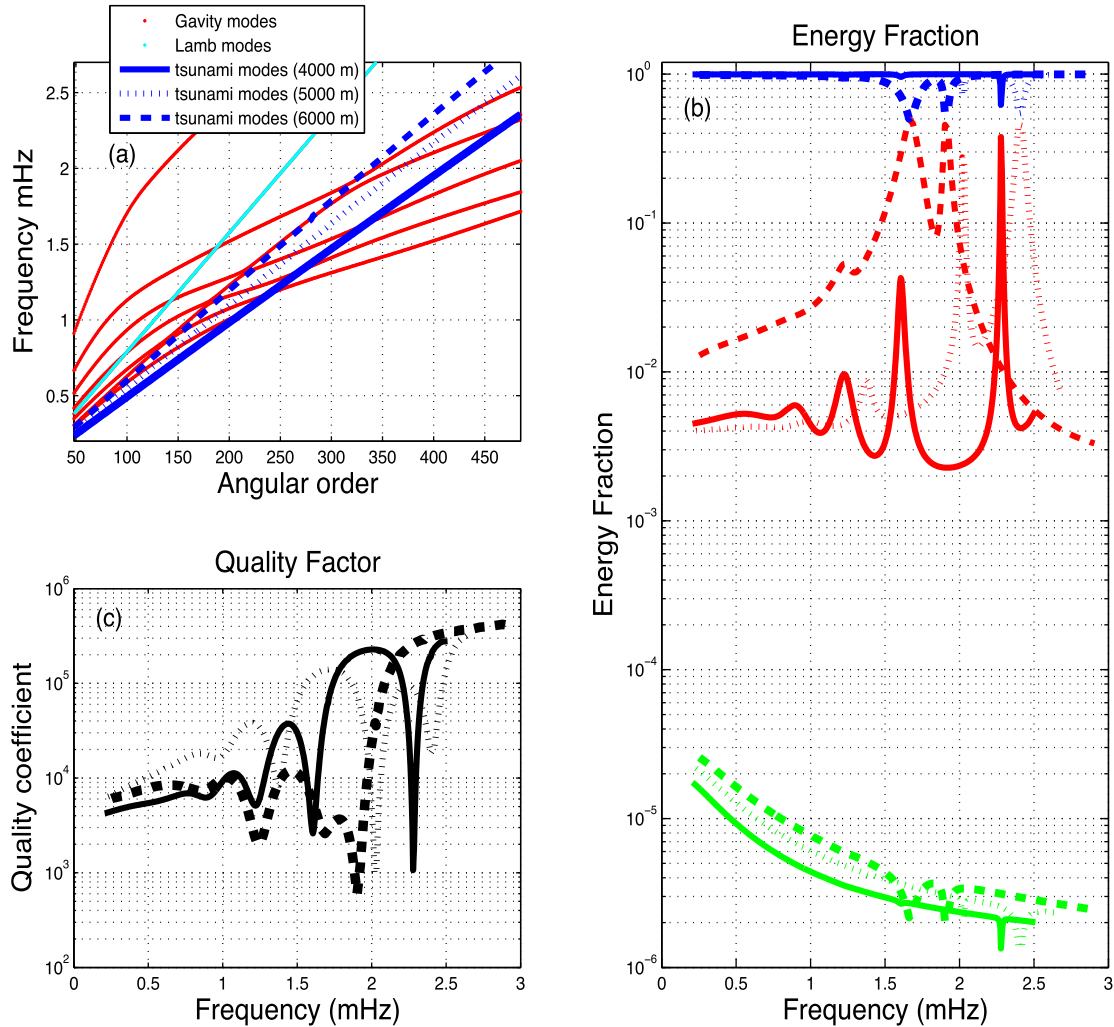 Gavity modes
Lamb modes
tsunami modes (4000 m)
tsunami modes (5000 m)
tsunami modes (6000 m)
(a)
Frequency mHz
2.5
2
1.5
1
0.5
50 100 150 200 250 300 350 400 450
Angular order
Energy Fraction
(b)
Energy Fraction
10^0
10^-1
10^-2
10^-3
10^-4
10^-5
10^-6
0 0.5 1 1.5 2 2.5 3
Frequency (mHz)
Quality Factor
(c)
Quality coefficient
10^6
10^5
10^4
10^3
10^2
0 0.5 1 1.5 2 2.5 3
Frequency (mHz)